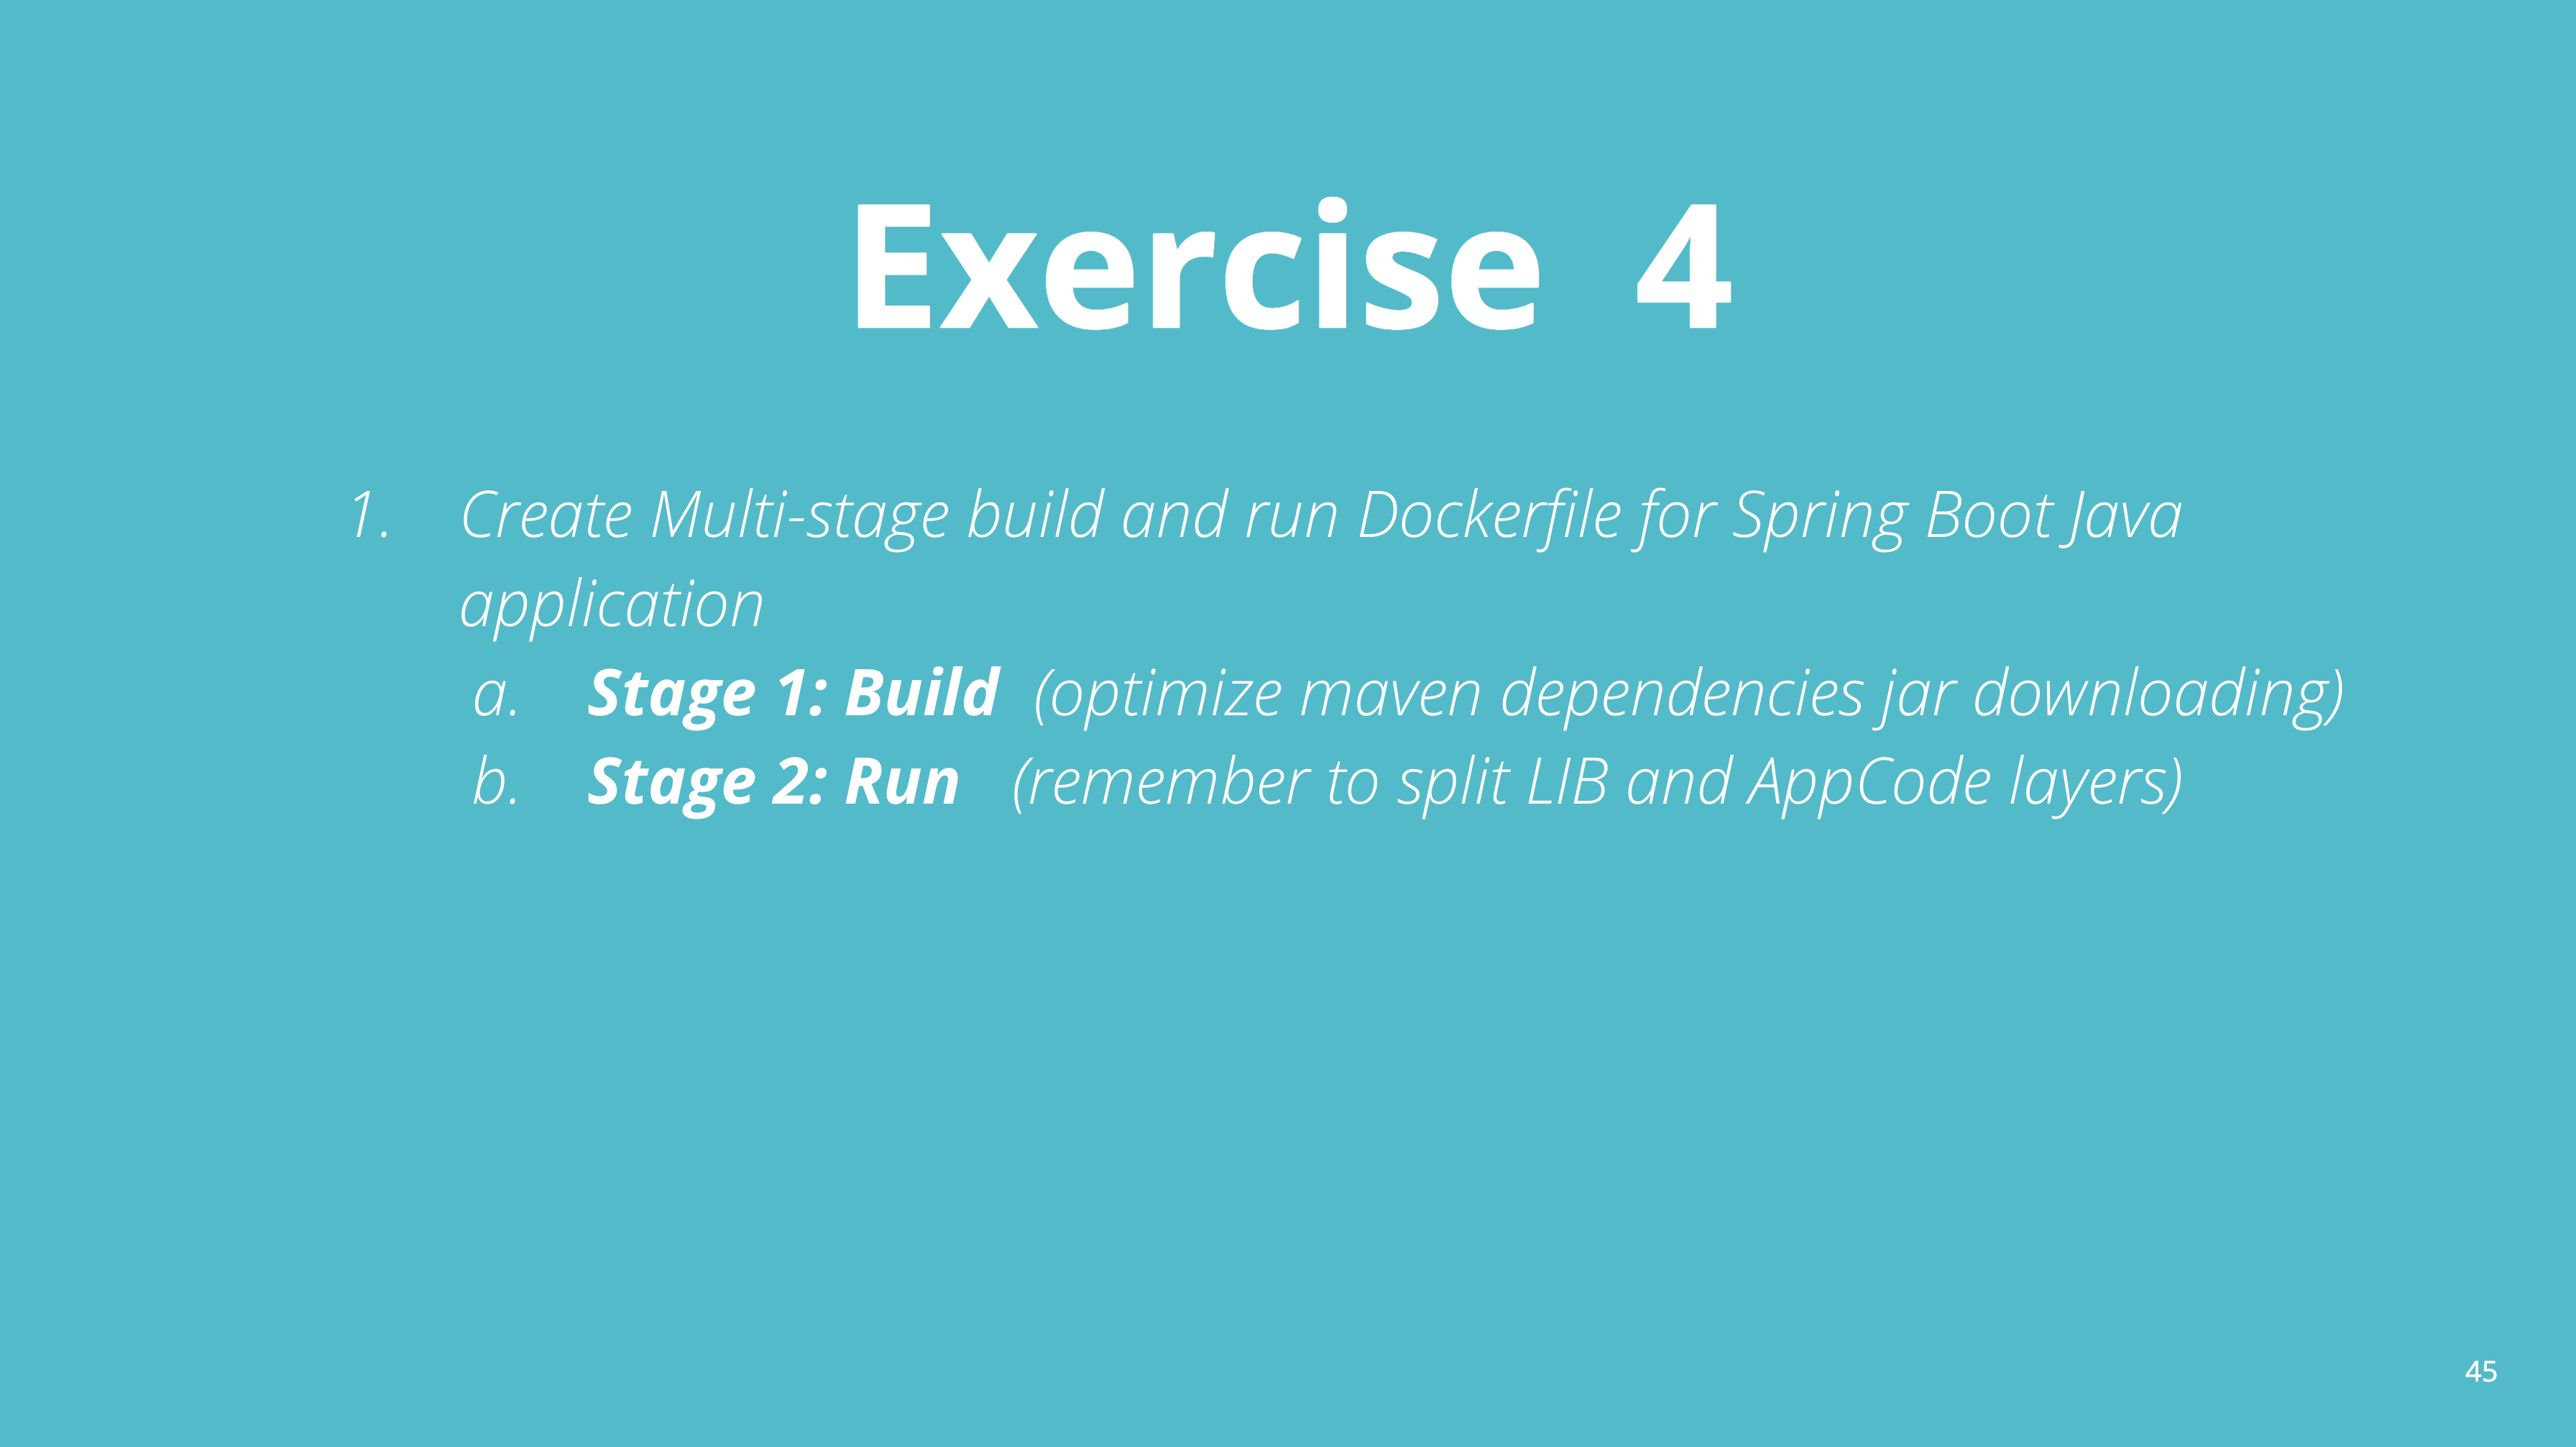 Exercise 4
1. Create Multi-stage build and run Dockerfile for Spring Boot Java
application
a. Stage 1: Build (optimize maven dependencies jar downloading)
b. Stage 2: Run (remember to split LIB and AppCode layers)
45